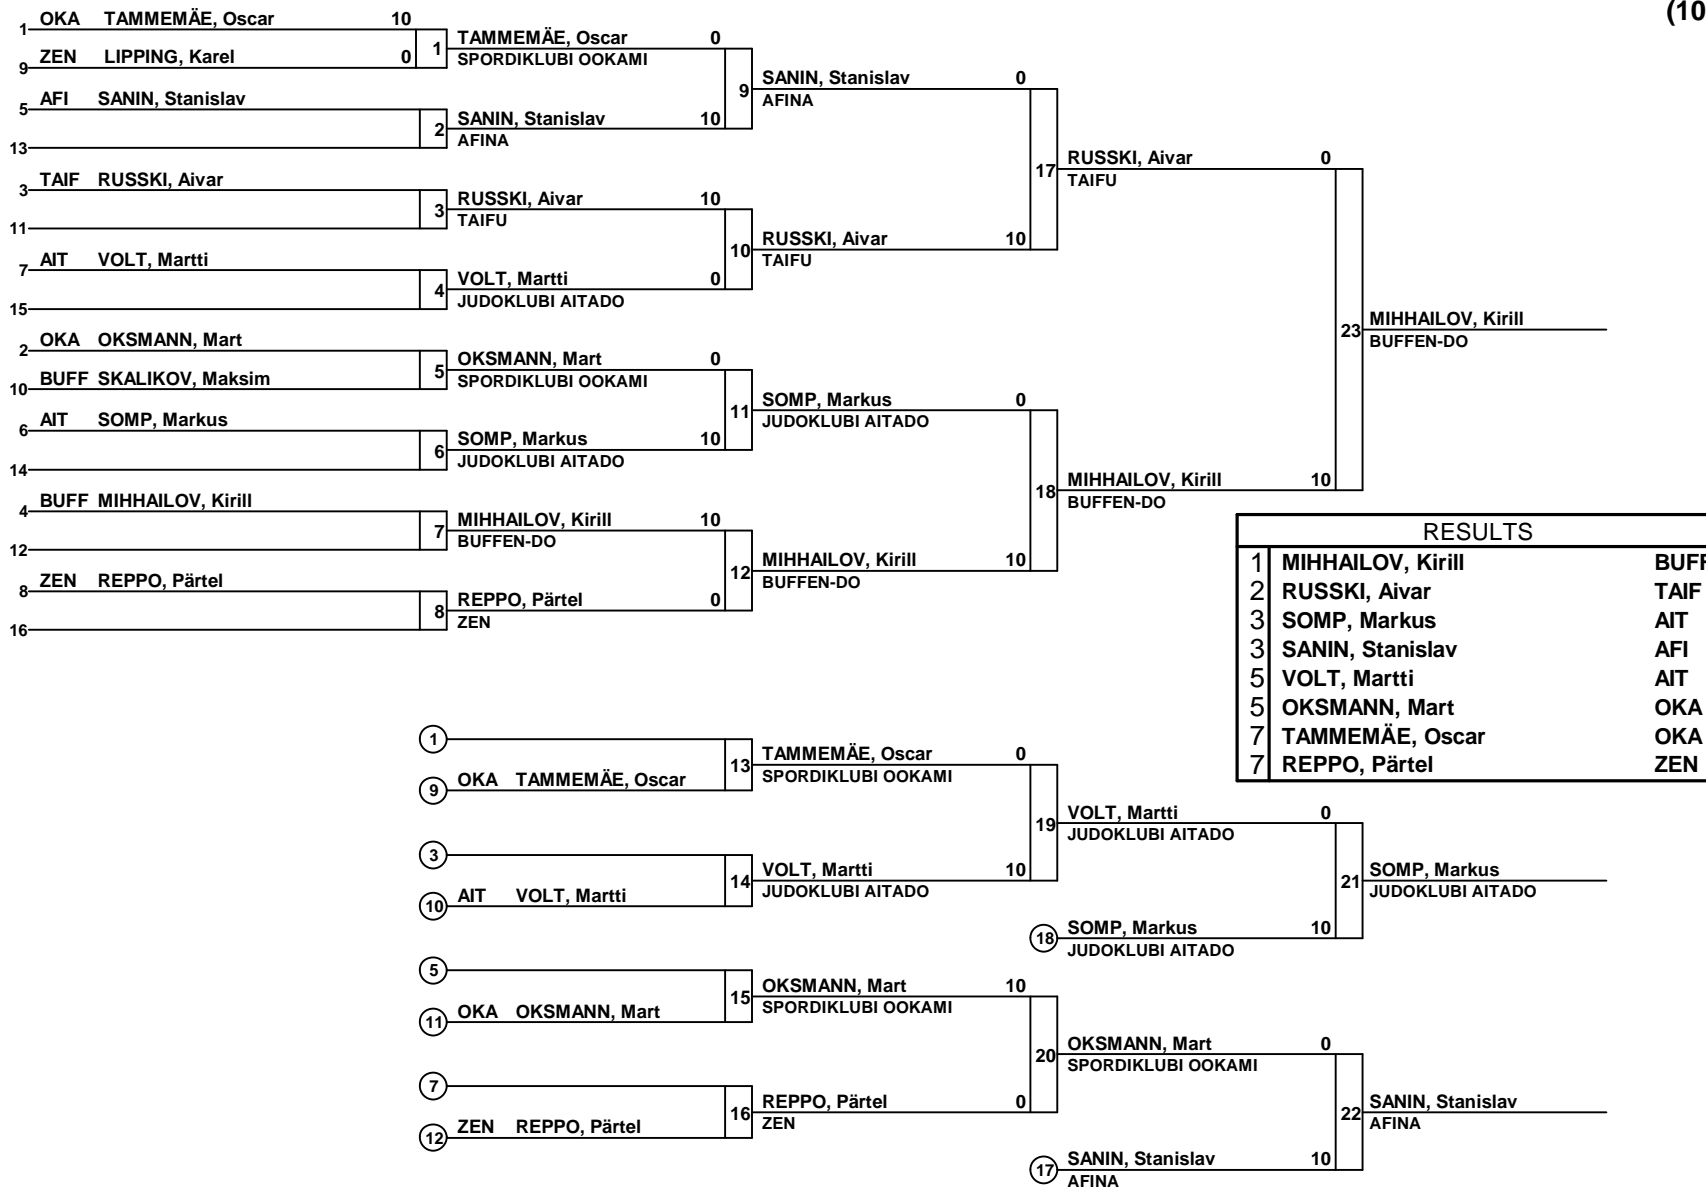 (10
1 OKA TAMMEMÄE, Oscar 10
9 ZEN LIPPING, Karel 0
1
5 AFI SANIN, Stanislav
13
2
3 TAIF RUSSKI, Aivar
11
3
7 AIT VOLT, Martti
15
4
2 OKA OKSMANN, Mart
10 BUFF SKALIKOV, Maksim
5
6 AIT SOMP, Markus
14
6
4 BUFF MIHHAILOV, Kirill
12
7
8 ZEN REPPO, Pärtel
16
8
TAMMEMÄE, Oscar 0
SPORDIKLUBI OOKAMI
9
SANIN, Stanislav 10
AFINA
RUSSKI, Aivar 10
TAIFU
10
VOLT, Martti 0
JUDOKLUBI AITADO
OKSMANN, Mart 0
SPORDIKLUBI OOKAMI
11
SOMP, Markus 10
JUDOKLUBI AITADO
MIHHAILOV, Kirill 10
BUFFEN-DO
12
REPPO, Pärtel 0
ZEN
SANIN, Stanislav 0
AFINA
17
RUSSKI, Aivar 10
TAIFU
SOMP, Markus 0
JUDOKLUBI AITADO
18
MIHHAILOV, Kirill 10
BUFFEN-DO
RUSSKI, Aivar 0
TAIFU
23
MIHHAILOV, Kirill 10
BUFFEN-DO
MIHHAILOV, Kirill
BUFFEN-DO
RESULTS
1 MIHHAILOV, Kirill BUFF
2 RUSSKI, Aivar TAIF
3 SOMP, Markus AIT
3 SANIN, Stanislav AFI
5 VOLT, Martti AIT
5 OKSMANN, Mart OKA
7 TAMMEMÄE, Oscar OKA
7 REPPO, Pärtel ZEN
1
9 OKA TAMMEMÄE, Oscar
13
3
10 AIT VOLT, Martti
14
5
11 OKA OKSMANN, Mart
15
7
12 ZEN REPPO, Pärtel
16
TAMMEMÄE, Oscar 0
SPORDIKLUBI OOKAMI
19
VOLT, Martti 10
JUDOKLUBI AITADO
OKSMANN, Mart 10
SPORDIKLUBI OOKAMI
20
REPPO, Pärtel 0
ZEN
VOLT, Martti 0
JUDOKLUBI AITADO
21
18 SOMP, Markus 10
JUDOKLUBI AITADO
OKSMANN, Mart 0
SPORDIKLUBI OOKAMI
22
17 SANIN, Stanislav 10
AFINA
SOMP, Markus
JUDOKLUBI AITADO
SANIN, Stanislav
AFINA